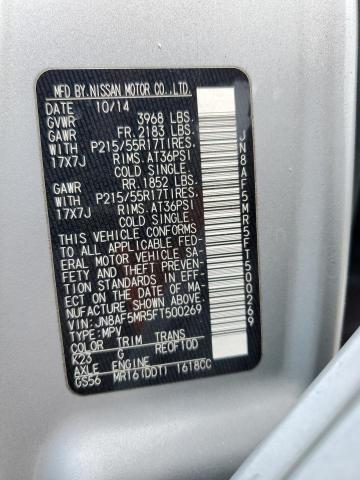 MFD BY:NISSAN MOTOR CO.,LTD.
DATE 10/14
GVWR 3968 LBS.
GAWR FR.2183 LBS.
WITH P215/55R17TIRES.
17X7J RIMS.AT36PSI
COLD SINGLE.
GAWR RR.1852 LBS.
WITH P215/55R17TIRES.
17X7J RIMS.AT36PSI
COLD SINGLE.
THIS VEHICLE CONFORMS
TO ALL APPLICABLE FED-
ERAL MOTOR VEHICLE SA-
FETY AND THEFT PREVEN-
TION STANDARDS IN EFF-
ECT ON THE DATE OF MA-
NUFACTURE SHOWN ABOVE.
VIN:JN8AF5MR5FT500269
TYPE:MPV
COLOR TRIM TRANS
K23 G RE0F10D
AXLE ENGINE
GS56 MR16(DDT) 1618CC
JN8AF5MR5FT500269